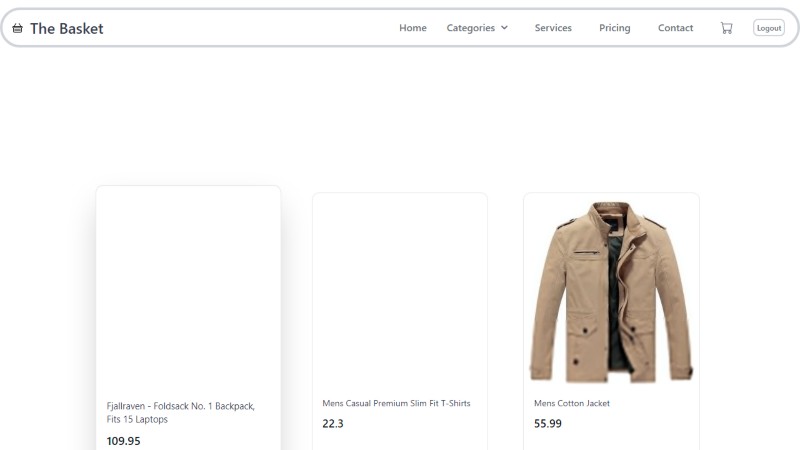 The Basket
Home
Categories
Services
Pricing
Contact
Logout
Fjallraven - Foldsack No. 1 Backpack,
Fits 15 Laptops
109.95
Mens Casual Premium Slim Fit T-Shirts
22.3
Mens Cotton Jacket
55.99